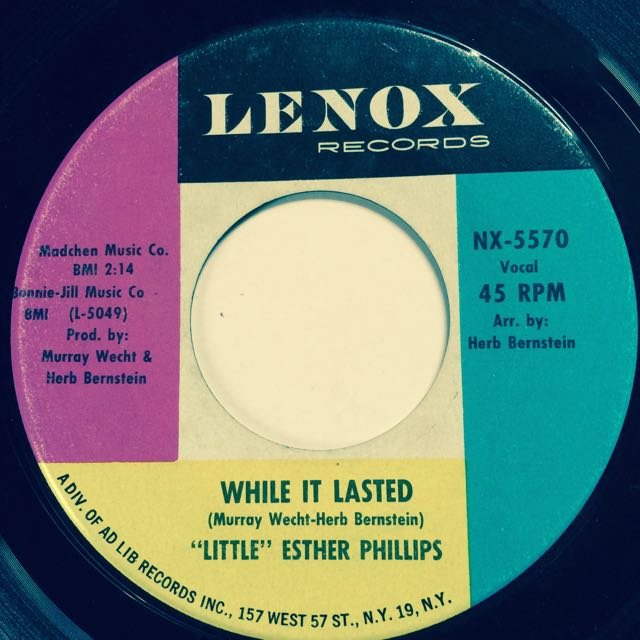 LENOX
RECORDS
Madchen Music Co.
BMI 2:14
Bonnie-Jill Music Co -
BMI (L-5049)
Prod. by:
Murray Wecht &
Herb Bernstein
NX-5570
Vocal
45 RPM
Arr. by:
Herb Bernstein
WHILE IT LASTED
(Murray Wecht-Herb Bernstein)
"LITTLE" ESTHER PHILLIPS
A DIV. OF AD LIB RECORDS INC., 157 WEST 57 ST., N.Y. 19, N.Y.